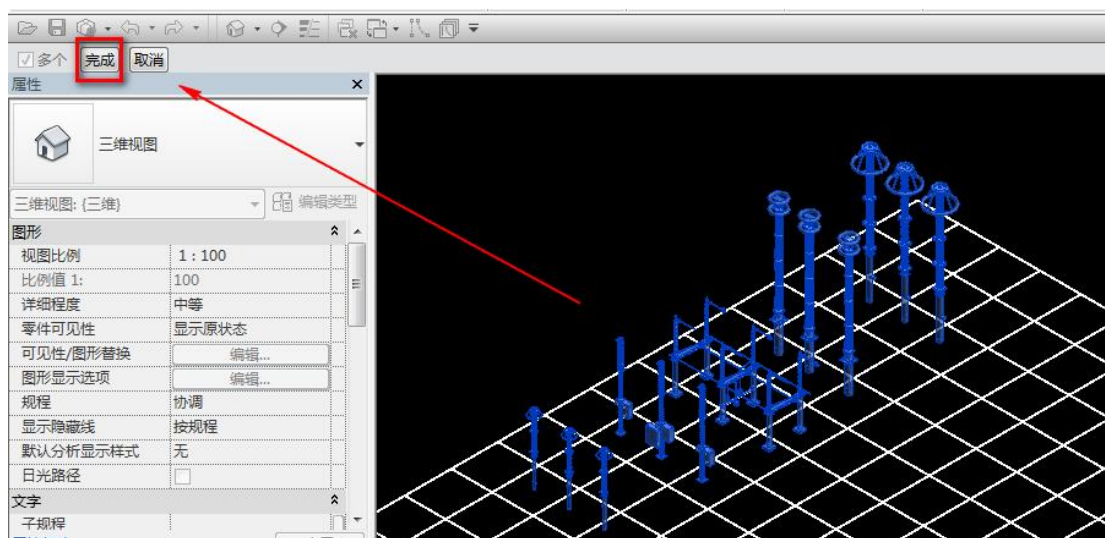 多个 完成 取消
属性
三维视图
三维视图: {三维} 编辑类型
图形
视图比例 1 : 100
比例值 1: 100
详细程度 中等
零件可见性 显示原状态
可见性/图形替换 编辑...
图形显示选项 编辑...
规程 协调
显示隐藏线 按规程
默认分析显示样式 无
日光路径
文字
子规程